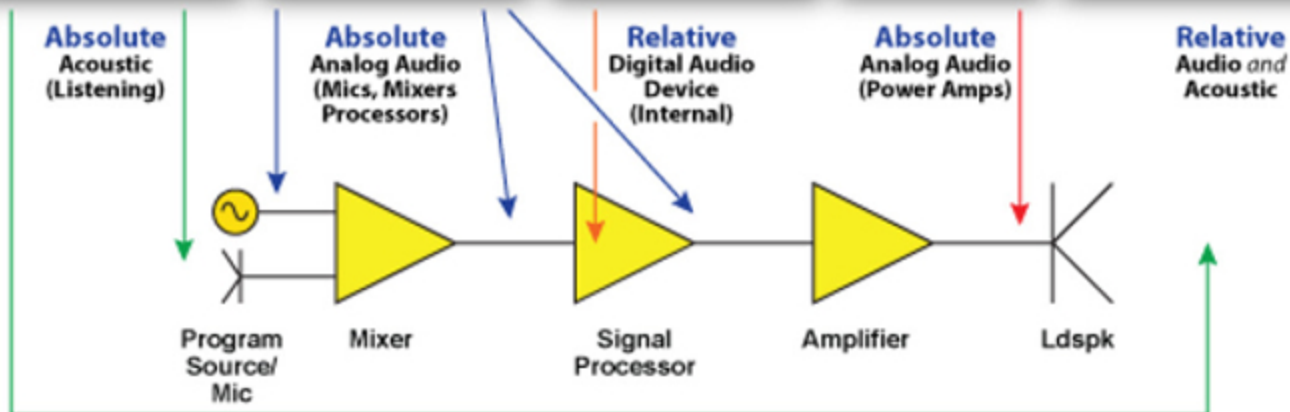 Absolute
Acoustic
(Listening)
Absolute
Analog Audio
(Mics, Mixers
Processors)
Relative
Digital Audio
Device
(Internal)
Absolute
Analog Audio
(Power Amps)
Relative
Audio and
Acoustic
Program
Source/
Mic
Mixer
Signal
Processor
Amplifier
Ldspk